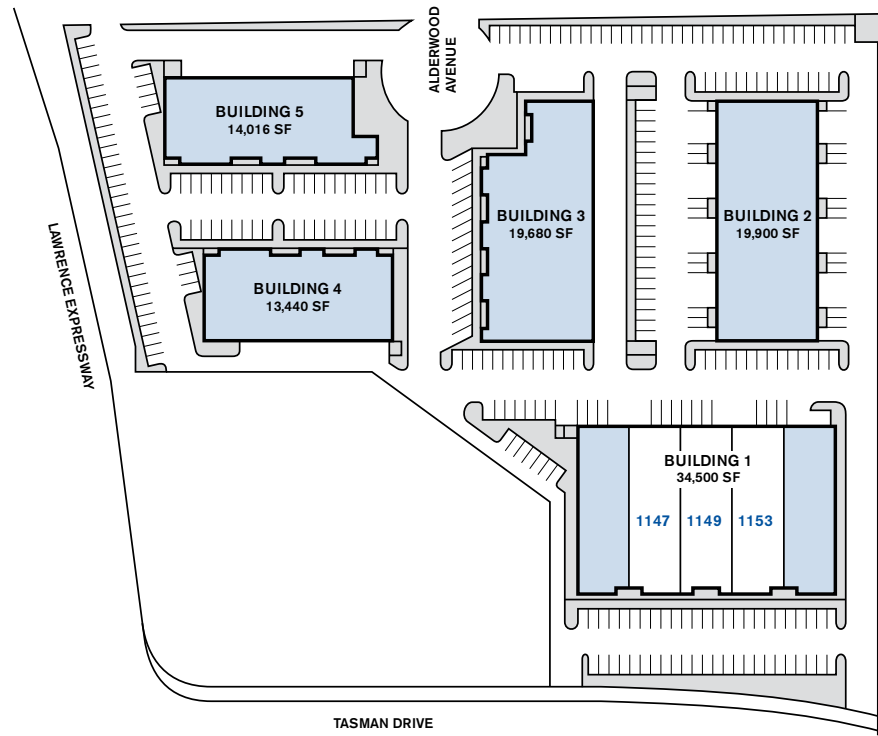 ALDERWOOD
AVENUE
BUILDING 5
14,016 SF
BUILDING 3
19,680 SF
BUILDING 2
19,900 SF
LAWRENCE EXPRESSWAY
BUILDING 4
13,440 SF
BUILDING 1
34,500 SF
1147
1149
1153
TASMAN DRIVE